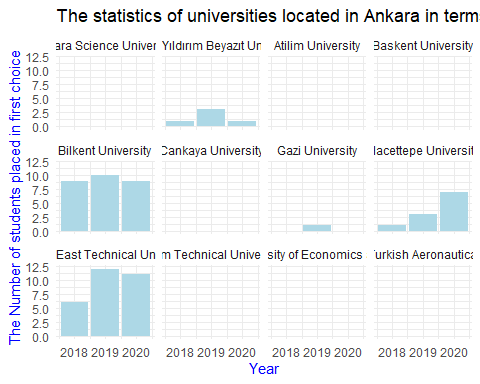 The statistics of universities located in Ankara in term
ara Science Univer Yıldırım Beyazıt Un Atilim University Baskent University
12.5
10.0
7.5
5.0
2.5
0.0
Bilkent University Cankaya University Gazi University Hacettepe Universit
12.5
10.0
7.5
5.0
2.5
0.0
East Technical Un m Technical Unive sity of Economics Turkish Aeronautica
12.5
10.0
7.5
5.0
2.5
0.0
2018 2019 2020 2018 2019 2020 2018 2019 2020 2018 2019 2020
Year
The Number of students placed in first choice